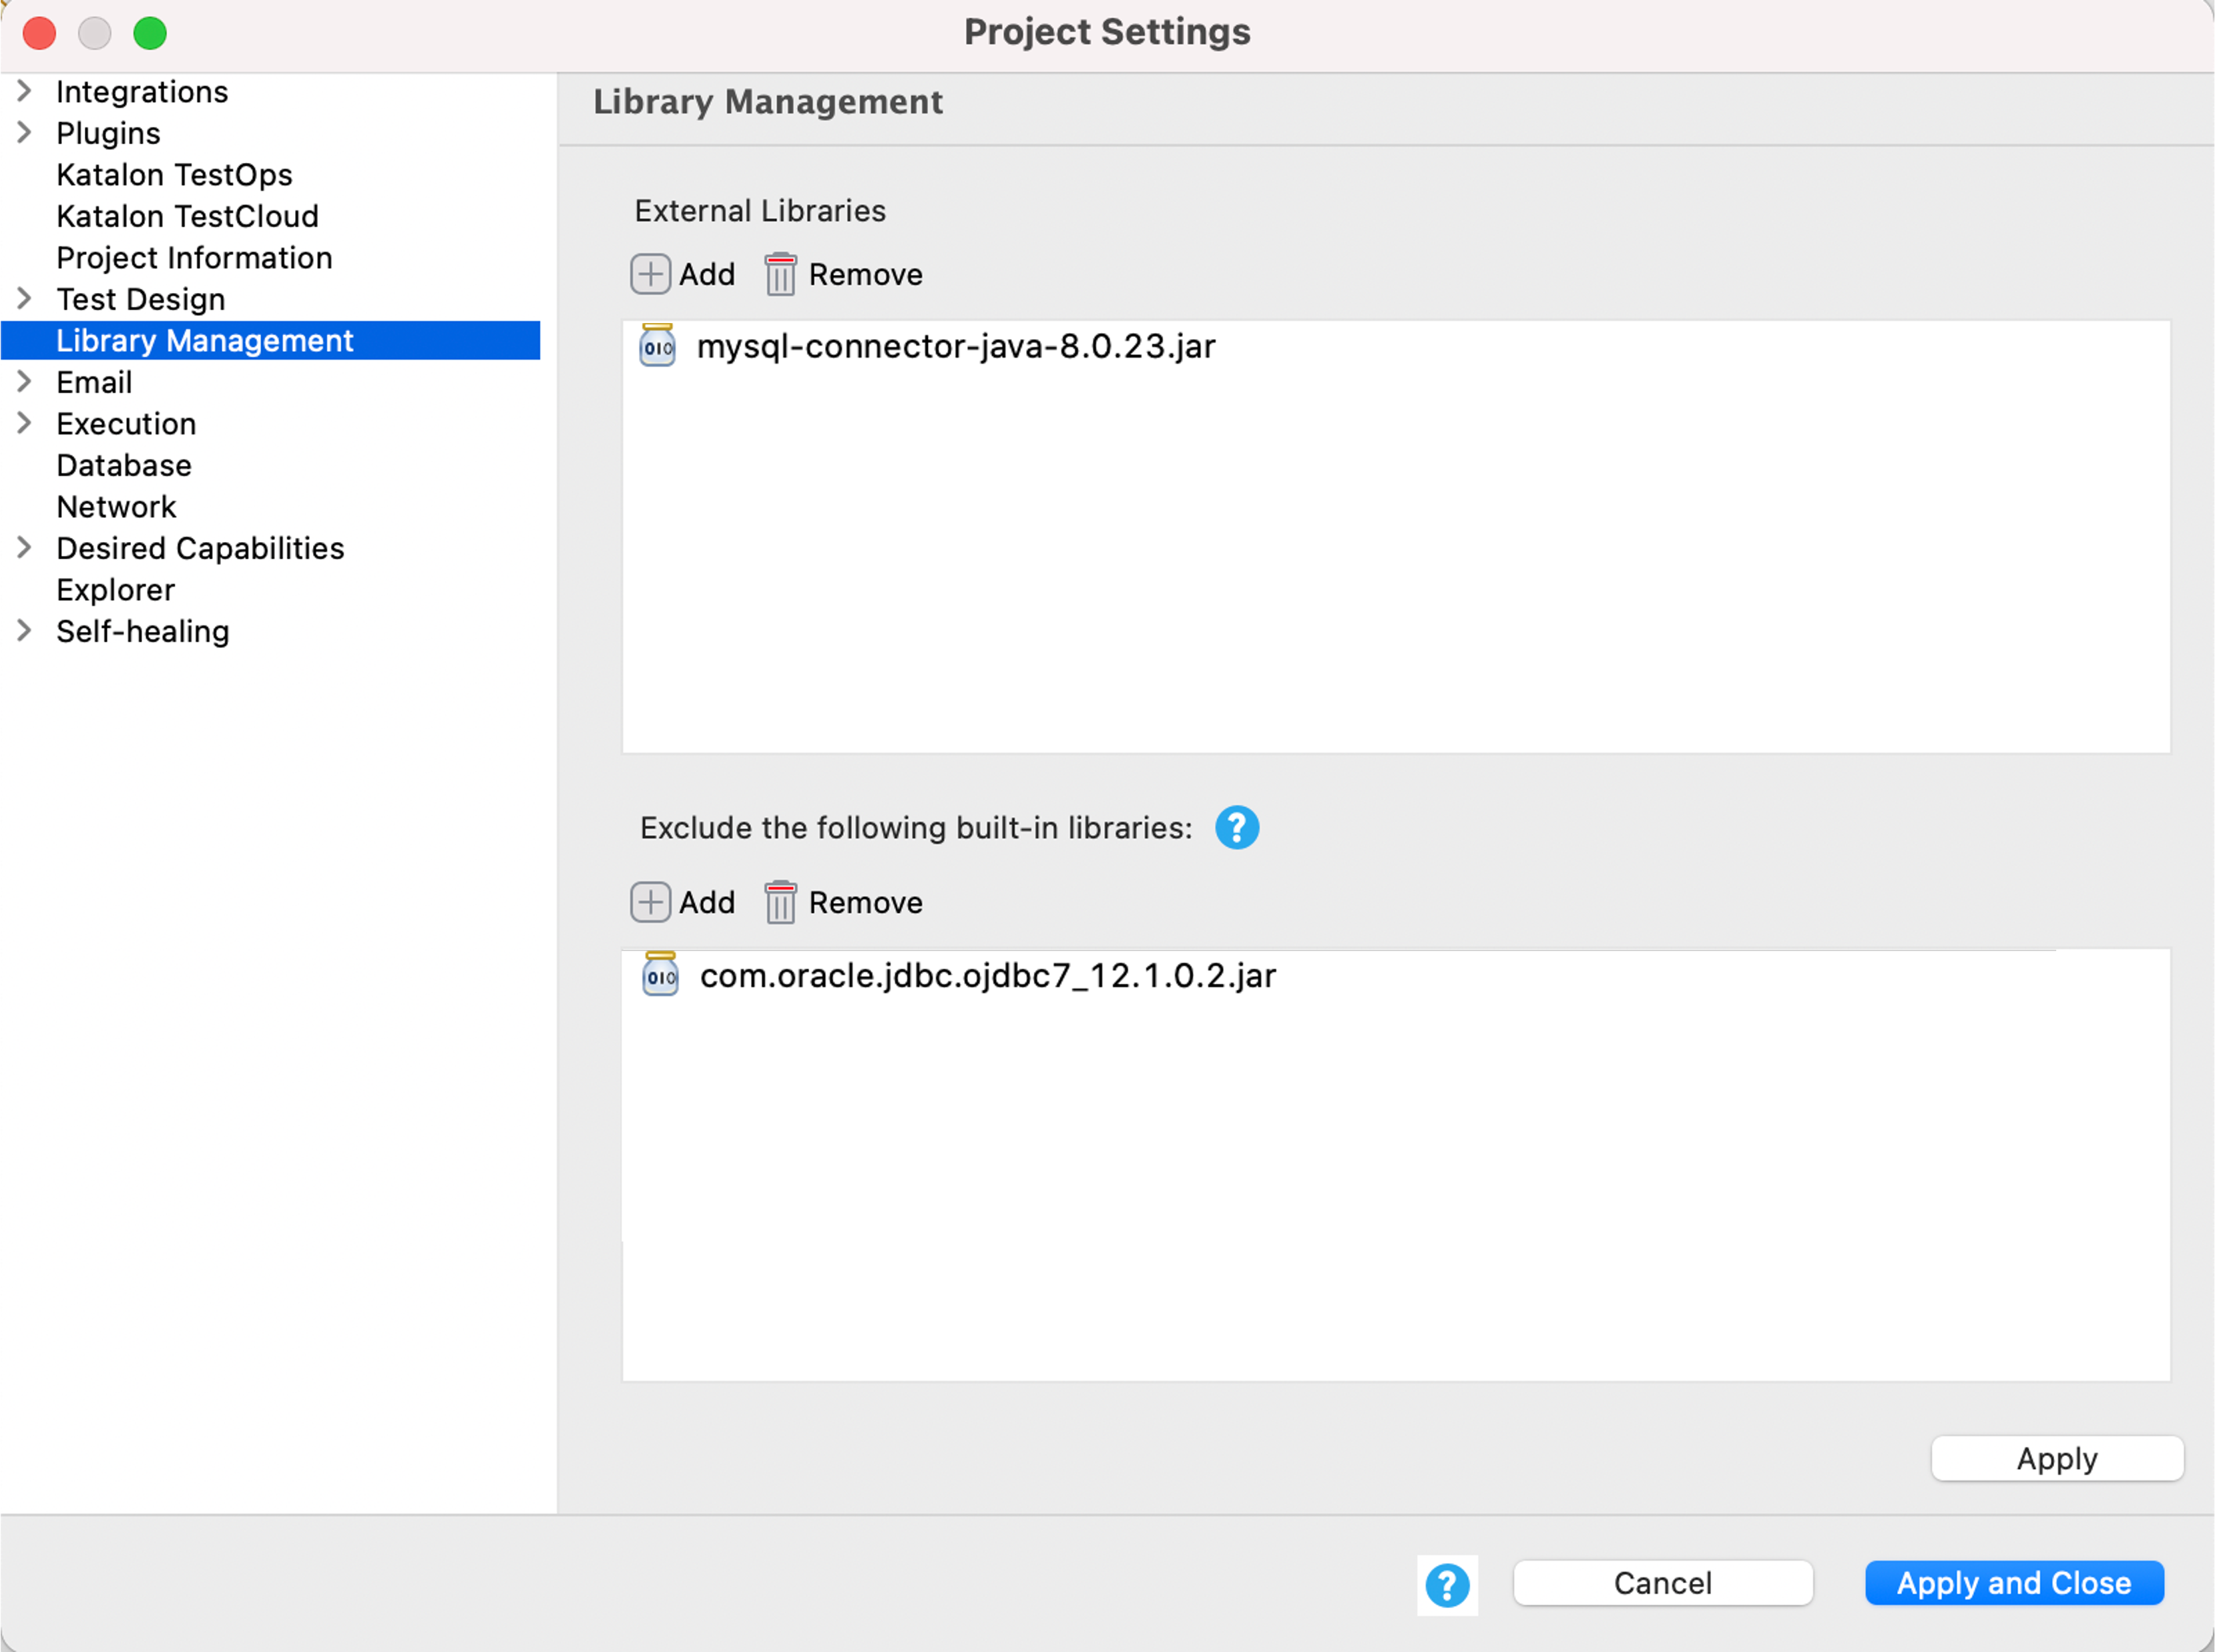 Project Settings
Integrations
Plugins
Katalon TestOps
Katalon TestCloud
Project Information
Test Design
Library Management
Email
Execution
Database
Network
Desired Capabilities
Explorer
Self-healing
Library Management
External Libraries
Add Remove
010 mysql-connector-java-8.0.23.jar
Exclude the following built-in libraries: ?
Add Remove
010 com.oracle.jdbc.ojdbc7_12.1.0.2.jar
Apply
? Cancel Apply and Close